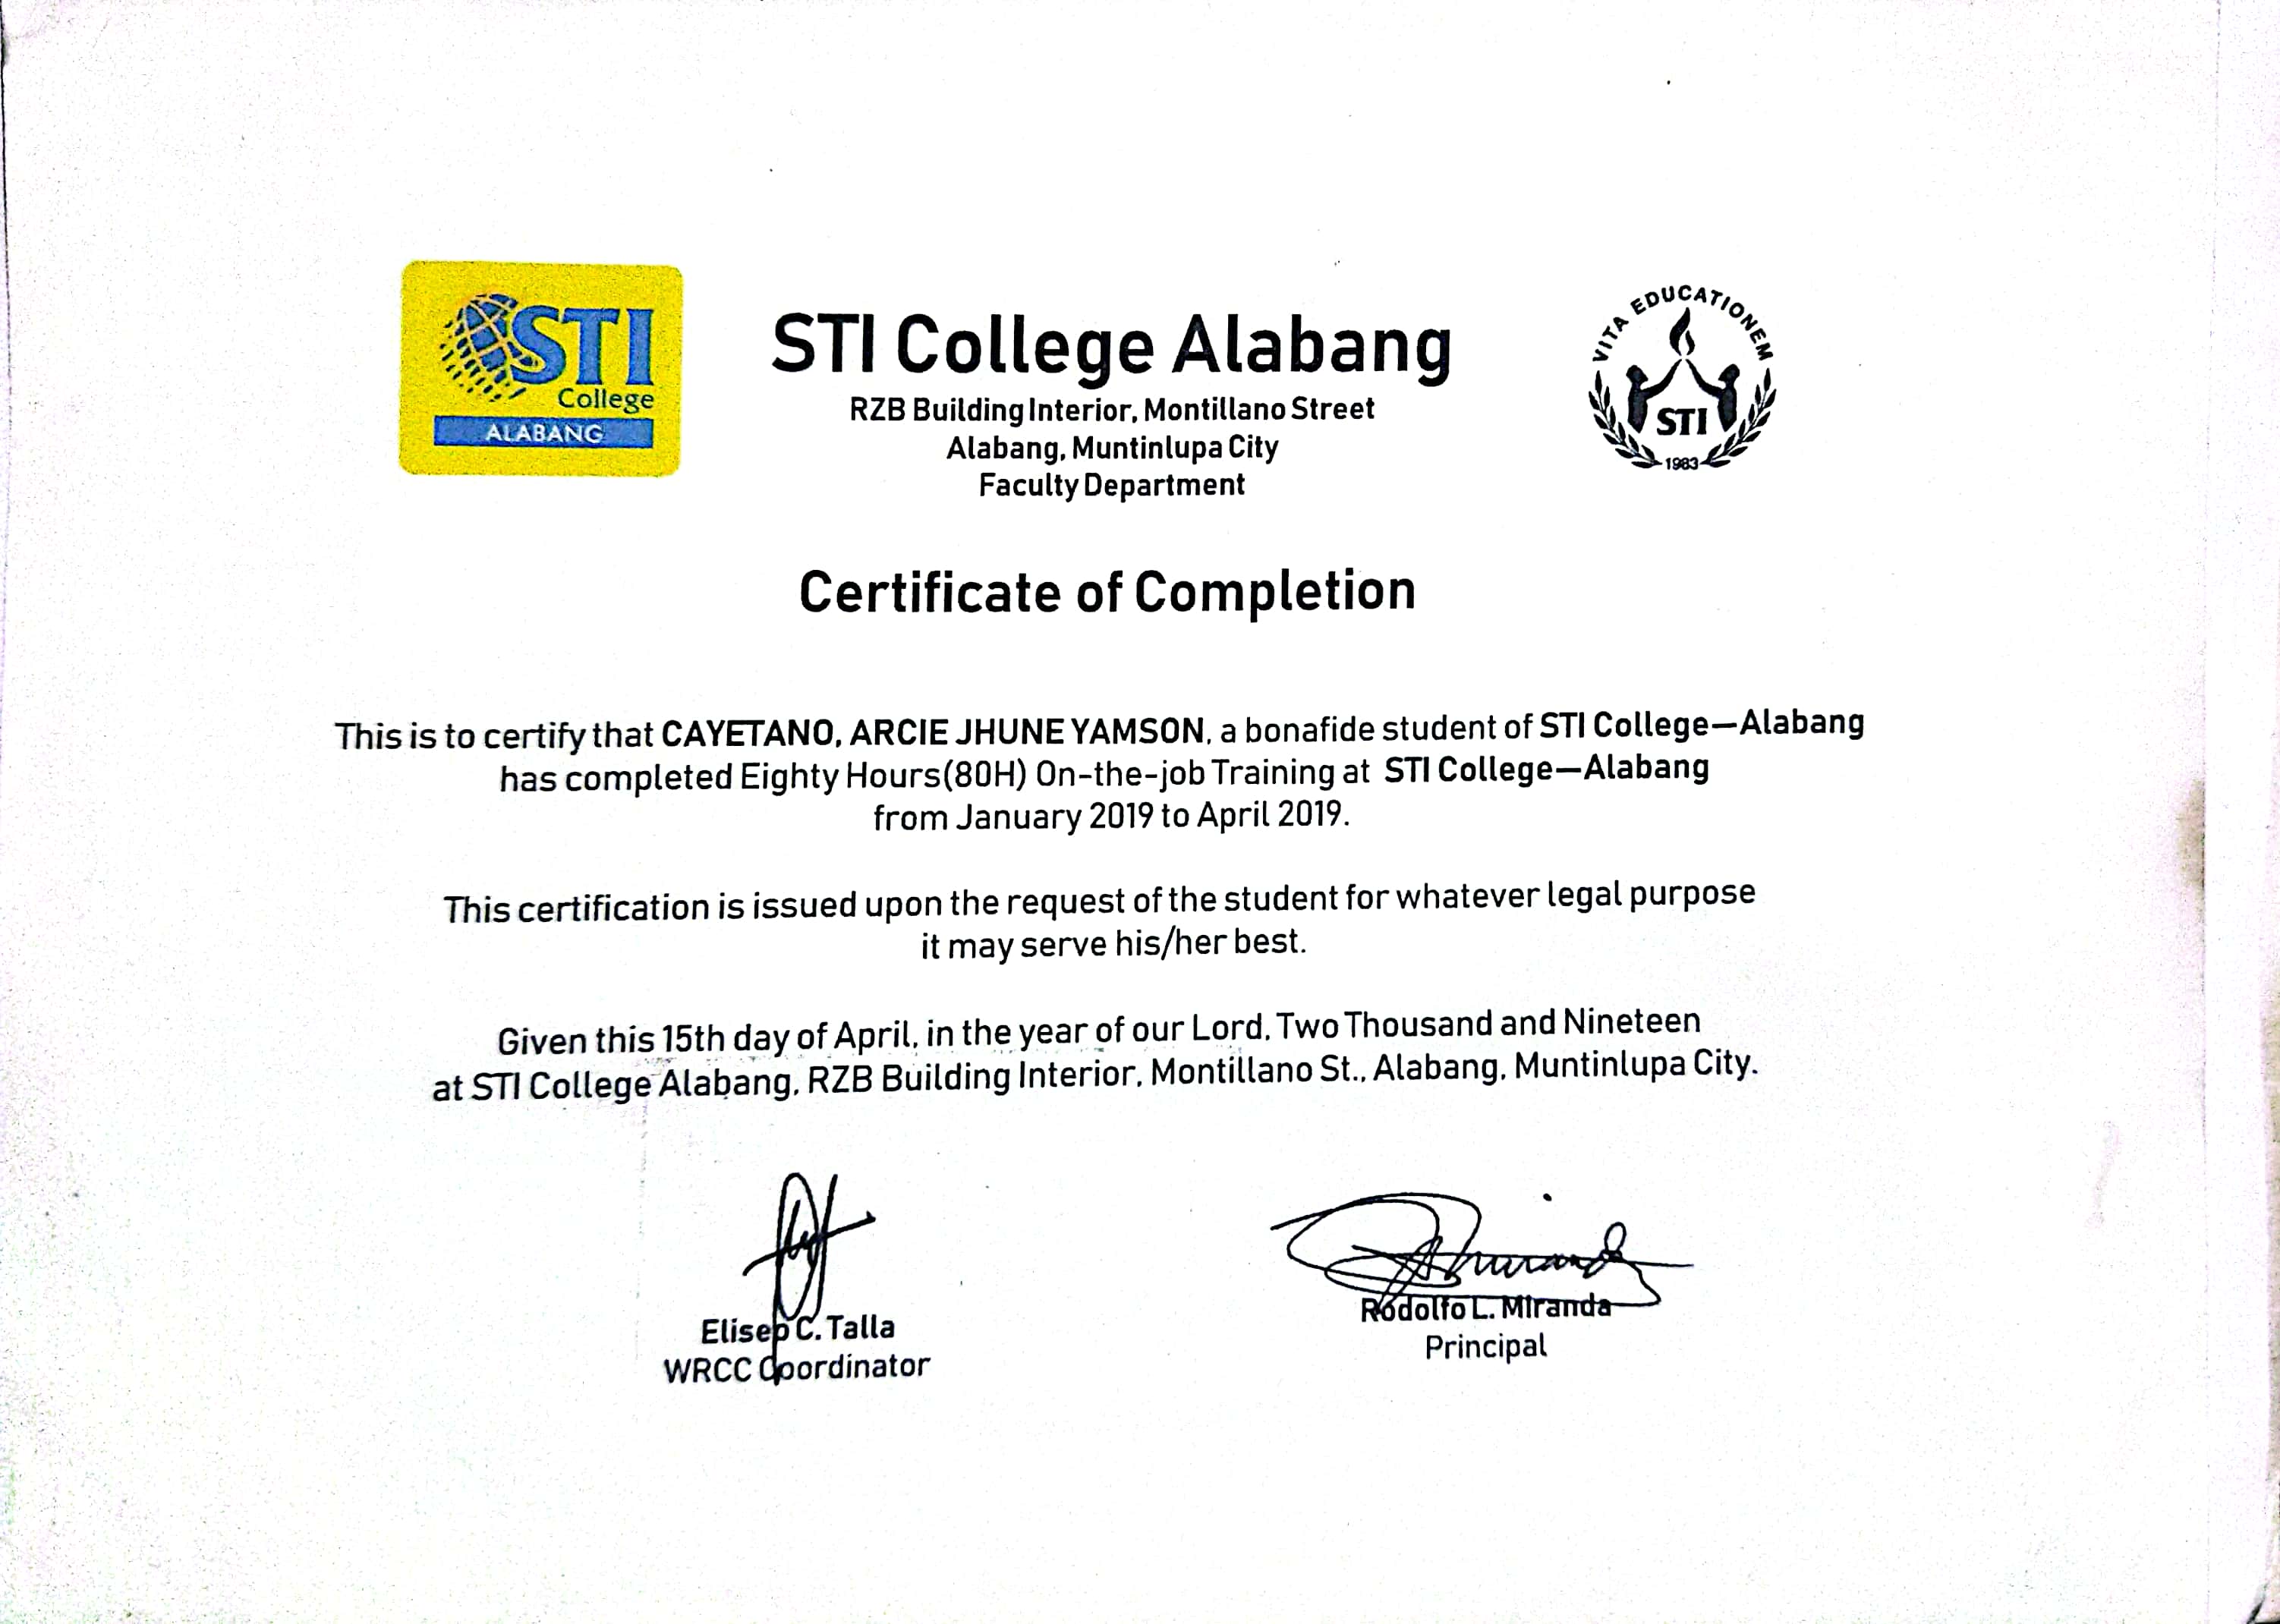 STI
College
ALABANG
STI College Alabang
RZB Building Interior, Montillano Street
Alabang, Muntinlupa City
Faculty Department
VITA EDUCATIONEM
STI
1983
Certificate of Completion
This is to certify that CAYETANO, ARCIE JHUNE YAMSON, a bonafide student of STI College—Alabang
has completed Eighty Hours(80H) On-the-job Training at STI College—Alabang
from January 2019 to April 2019.
This certification is issued upon the request of the student for whatever legal purpose
it may serve his/her best.
Given this 15th day of April, in the year of our Lord, Two Thousand and Nineteen
at STI College Alabang, RZB Building Interior, Montillano St., Alabang, Muntinlupa City.
Elisep C. Talla
WRCC Coordinator
Rodolfo L. Miranda
Principal